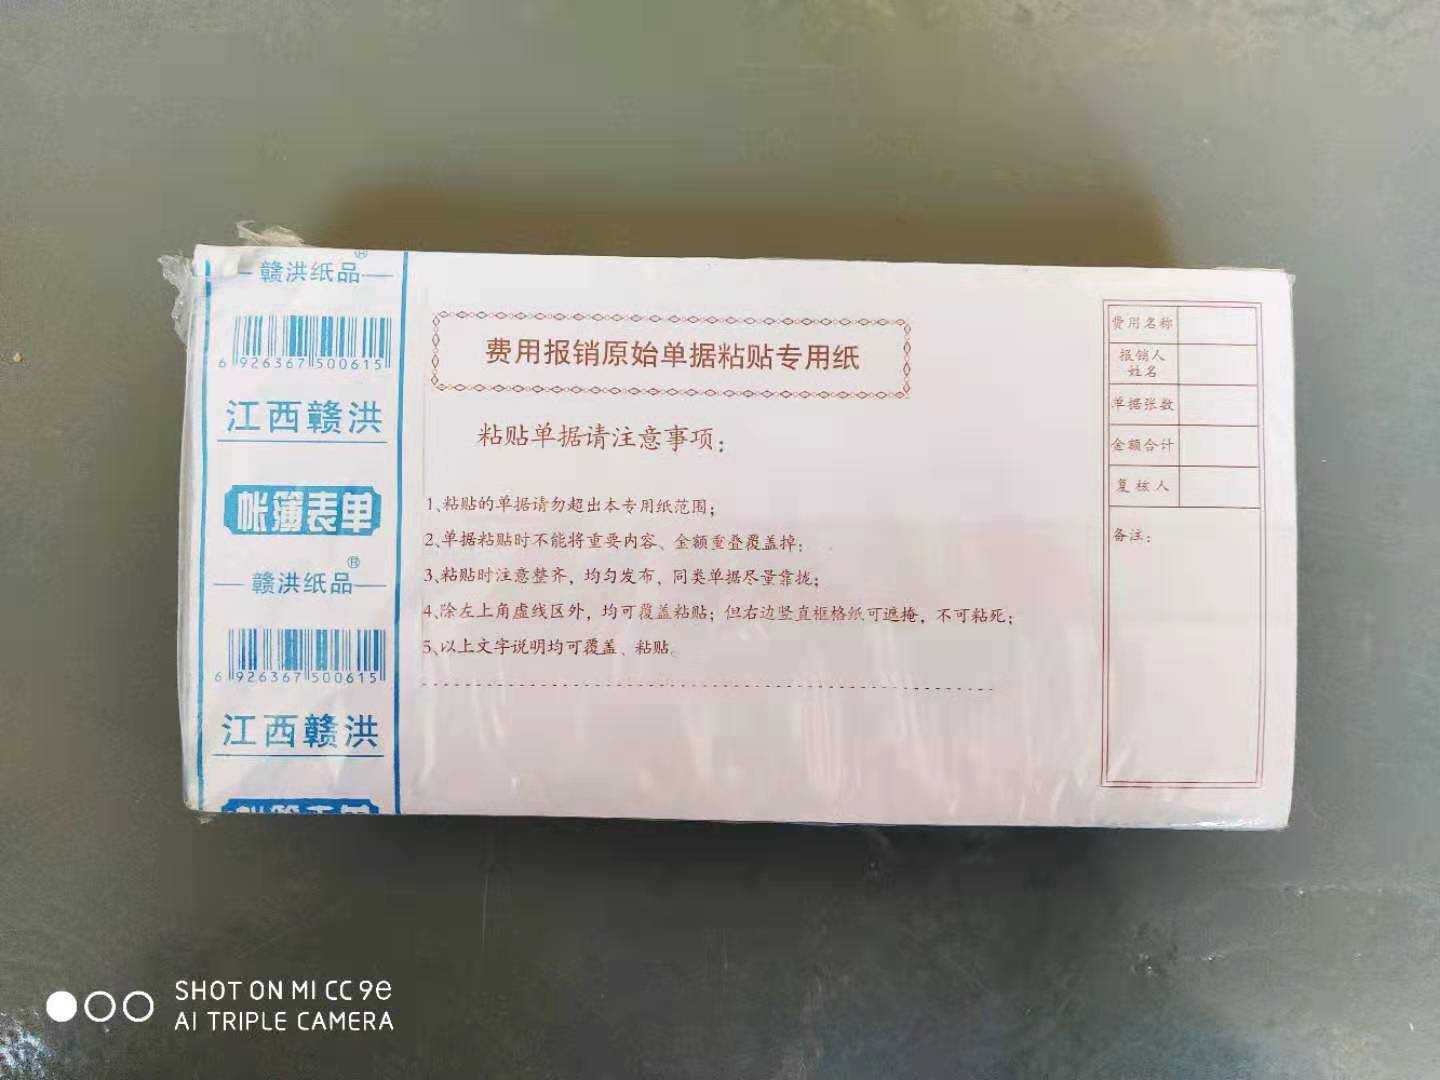 赣洪纸品®
6 926367 500615
江西赣洪
帐簿表单
赣洪纸品®
6 926367 500615
江西赣洪
帐簿表单
费用报销原始单据粘贴专用纸
粘贴单据请注意事项：
1、粘贴的单据请勿超出本专用纸范围；
2、单据粘贴时不能将重要内容、金额重叠覆盖掉；
3、粘贴时注意整齐，均匀发布，同类单据尽量靠拢；
4、除左上角虚线区外，均可覆盖粘贴；但右边竖直框格纸可遮掩，不可粘死；
5、以上文字说明均可覆盖、粘贴。
费用名称
报销人
姓名
单据张数
金额合计
复核人
备注：
SHOT ON MI CC 9e
AI TRIPLE CAMERA